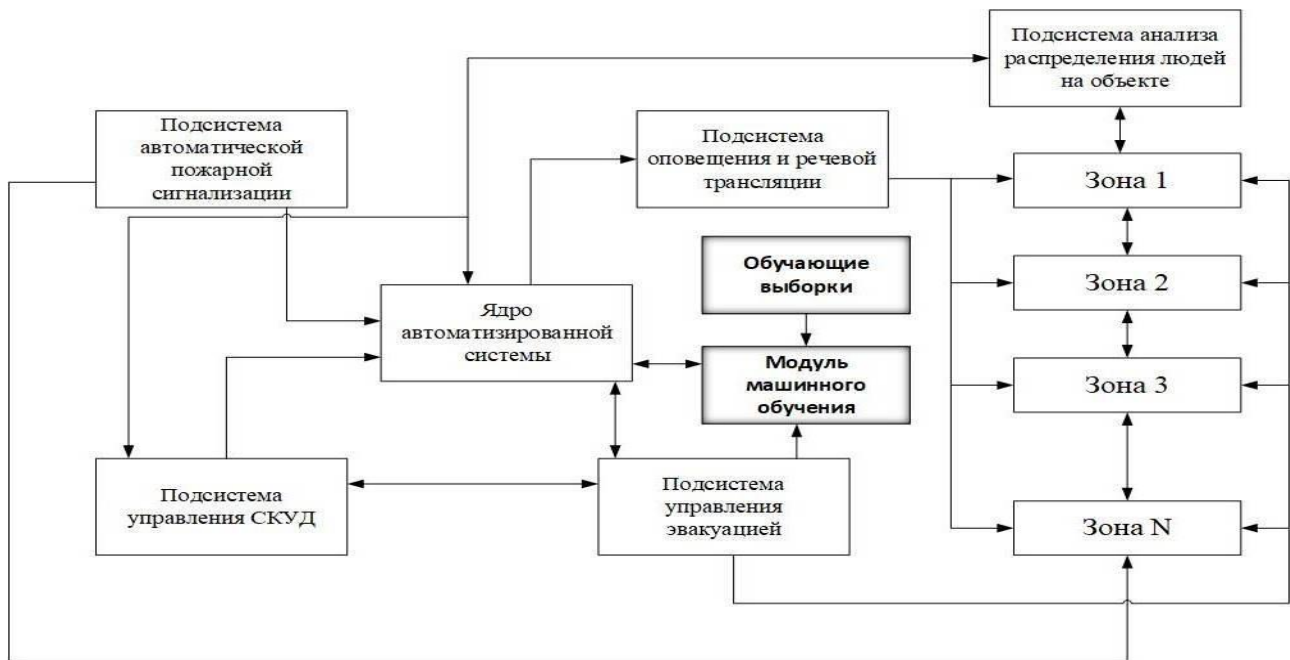 Подсистема анализа
распределения людей
на объекте
Подсистема
автоматической
пожарной
сигнализации
Подсистема
оповещения и речевой
трансляции
Зона 1
Обучающие
выборки
Зона 2
Ядро
автоматизированной
системы
Модуль
машинного
обучения
Зона 3
Подсистема
управления СКУД
Подсистема
управления
эвакуацией
Зона N